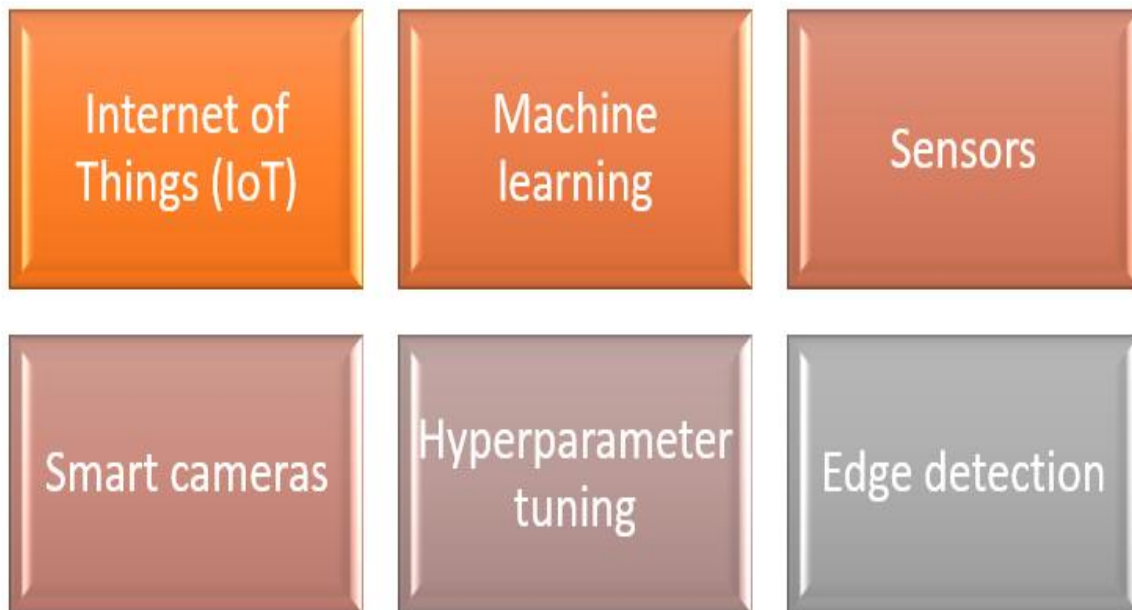 Internet of
Things (IoT)
Machine
learning
Sensors
Smart cameras
Hyperparameter
tuning
Edge detection